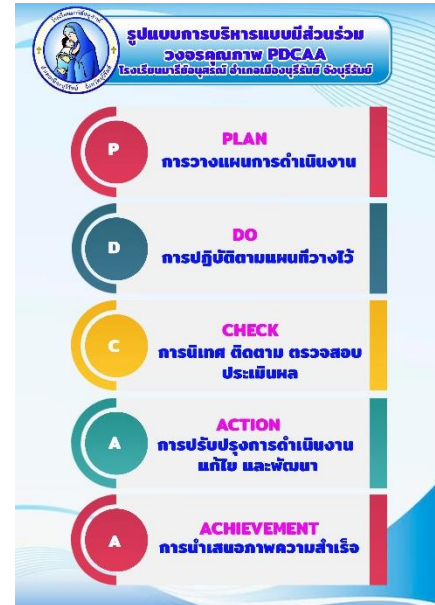 รูปแบบการบริหารแบบมีส่วนร่วม
วงจรคุณภาพ PDCAA
โรงเรียนมารีย์อนุสรณ์ อำเภอเมืองบุรีรัมย์ จังหวัดบุรีรัมย์
P
PLAN
การวางแผนการดำเนินงาน
D
DO
การปฏิบัติตามแผนที่วางไว้
C
CHECK
การนิเทศ ติดตาม ตรวจสอบ
ประเมินผล
A
ACTION
การปรับปรุงการดำเนินงาน
แก้ไข และพัฒนา
A
ACHIEVEMENT
การนำเสนอภาพความสำเร็จ